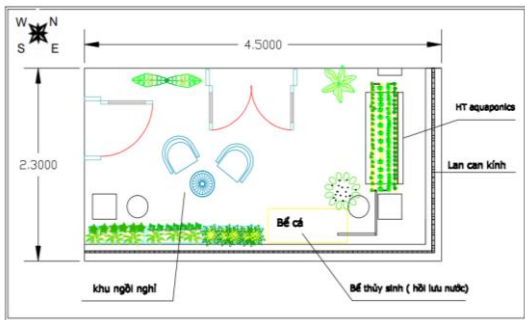 W N
S E
4.5000
2.3000
HT aquaponics
Lan can kính
Bể cá
khu ngồi nghỉ
Bể thủy sinh ( hồi lưu nước)